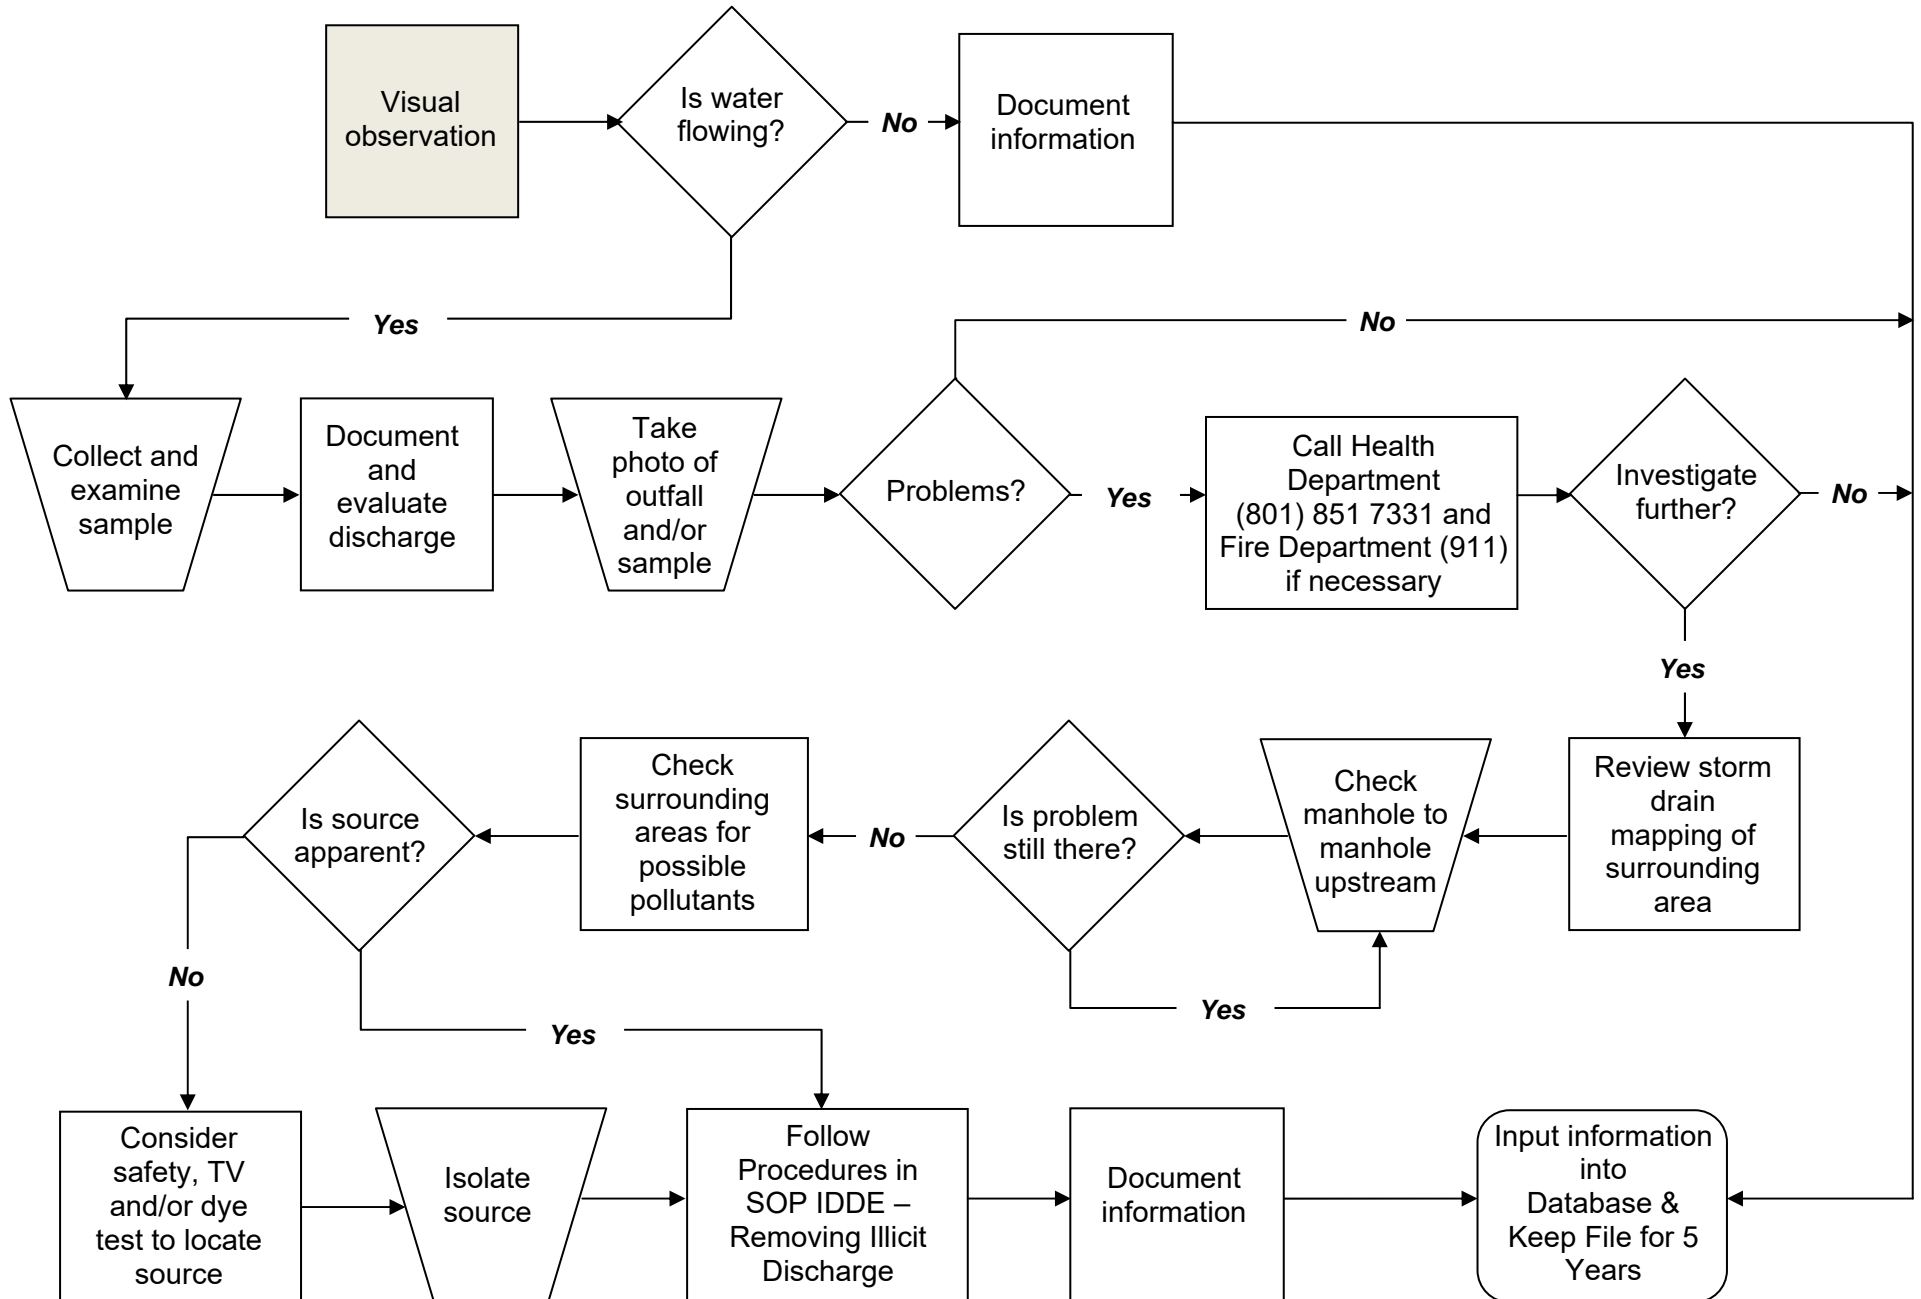 Visual
observation
Is water
flowing?
No
Document
information
Yes
No
Collect and
examine
sample
Document
and
evaluate
discharge
Take
photo of
outfall
and/or
sample
Problems?
Yes
Call Health
Department
(801) 851 7331 and
Fire Department (911)
if necessary
Investigate
further?
No
Yes
Review storm
drain
mapping of
surrounding
area
Check
manhole to
manhole
upstream
Is problem
still there?
Yes
No
Check
surrounding
areas for
possible
pollutants
Is source
apparent?
No
Yes
Consider
safety, TV
and/or dye
test to locate
source
Isolate
source
Follow
Procedures in
SOP IDDE –
Removing Illicit
Discharge
Document
information
Input information
into
Database &
Keep File for 5
Years